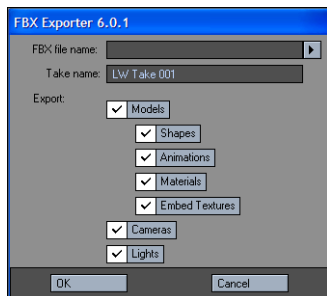 FBX Exporter 6.0.1
FBX file name:
Take name: LW Take 001
Export:
Models
Shapes
Animations
Materials
Embed Textures
Cameras
Lights
OK Cancel